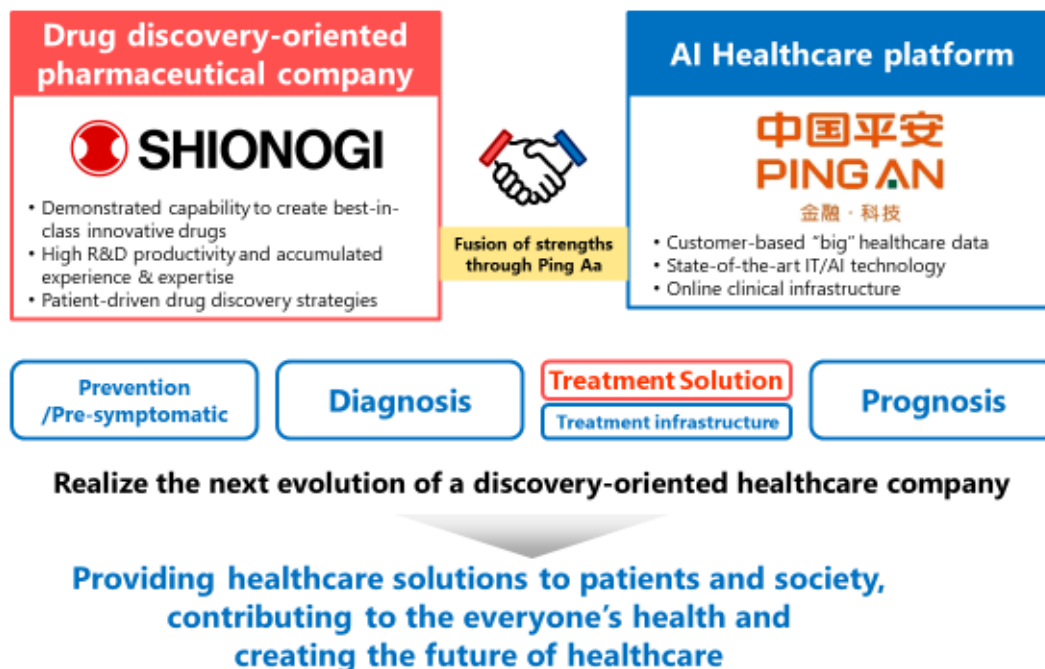 Drug discovery-oriented
pharmaceutical company
SHIONOGI
• Demonstrated capability to create best-in-
class innovative drugs
• High R&D productivity and accumulated
experience & expertise
• Patient-driven drug discovery strategies
Fusion of strengths
through Ping Aa
AI Healthcare platform
中国平安
PING AN
金融·科技
• Customer-based "big" healthcare data
• State-of-the-art IT/AI technology
• Online clinical infrastructure
Prevention
/Pre-symptomatic
Diagnosis
Treatment Solution
Treatment infrastructure
Prognosis
Realize the next evolution of a discovery-oriented healthcare company
Providing healthcare solutions to patients and society,
contributing to the everyone's health and
creating the future of healthcare